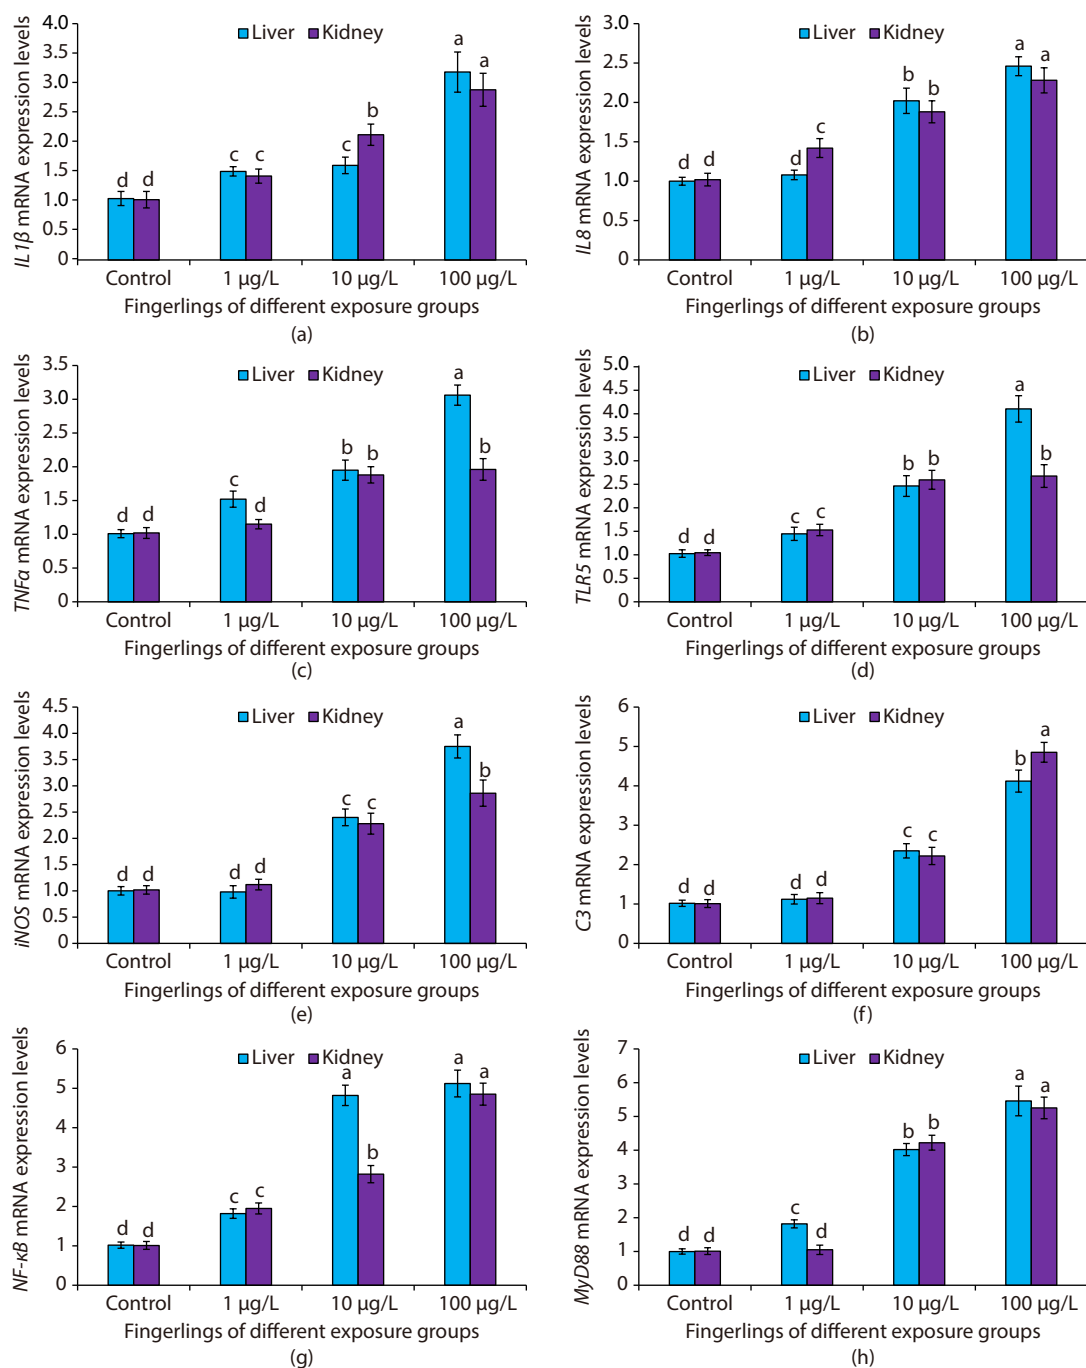 4.0
3.5
3.0
2.5
2.0
1.5
1.0
0.5
0
IL1β mRNA expression levels
Liver Kidney
d d c c c b a a
Control 1 μg/L 10 μg/L 100 μg/L
Fingerlings of different exposure groups
(a)
3.0
2.5
2.0
1.5
1.0
0.5
0
IL8 mRNA expression levels
Liver Kidney
d d d c b b a a
Control 1 μg/L 10 μg/L 100 μg/L
Fingerlings of different exposure groups
(b)
3.5
3.0
2.5
2.0
1.5
1.0
0.5
0
TNFα mRNA expression levels
Liver Kidney
d d c d b b a b
Control 1 μg/L 10 μg/L 100 μg/L
Fingerlings of different exposure groups
(c)
5.0
4.5
4.0
3.5
3.0
2.5
2.0
1.5
1.0
0.5
0
TLR5 mRNA expression levels
Liver Kidney
d d c c b b a b
Control 1 μg/L 10 μg/L 100 μg/L
Fingerlings of different exposure groups
(d)
4.5
4.0
3.5
3.0
2.5
2.0
1.5
1.0
0.5
0
iNOS mRNA expression levels
Liver Kidney
d d d d c c a b
Control 1 μg/L 10 μg/L 100 μg/L
Fingerlings of different exposure groups
(e)
6
5
4
3
2
1
0
C3 mRNA expression levels
Liver Kidney
d d d d c c b a
Control 1 μg/L 10 μg/L 100 μg/L
Fingerlings of different exposure groups
(f)
6
5
4
3
2
1
0
NF-κB mRNA expression levels
Liver Kidney
d d c c a b a a
Control 1 μg/L 10 μg/L 100 μg/L
Fingerlings of different exposure groups
(g)
7
6
5
4
3
2
1
0
MyD88 mRNA expression levels
Liver Kidney
d d c d b b a a
Control 1 μg/L 10 μg/L 100 μg/L
Fingerlings of different exposure groups
(h)